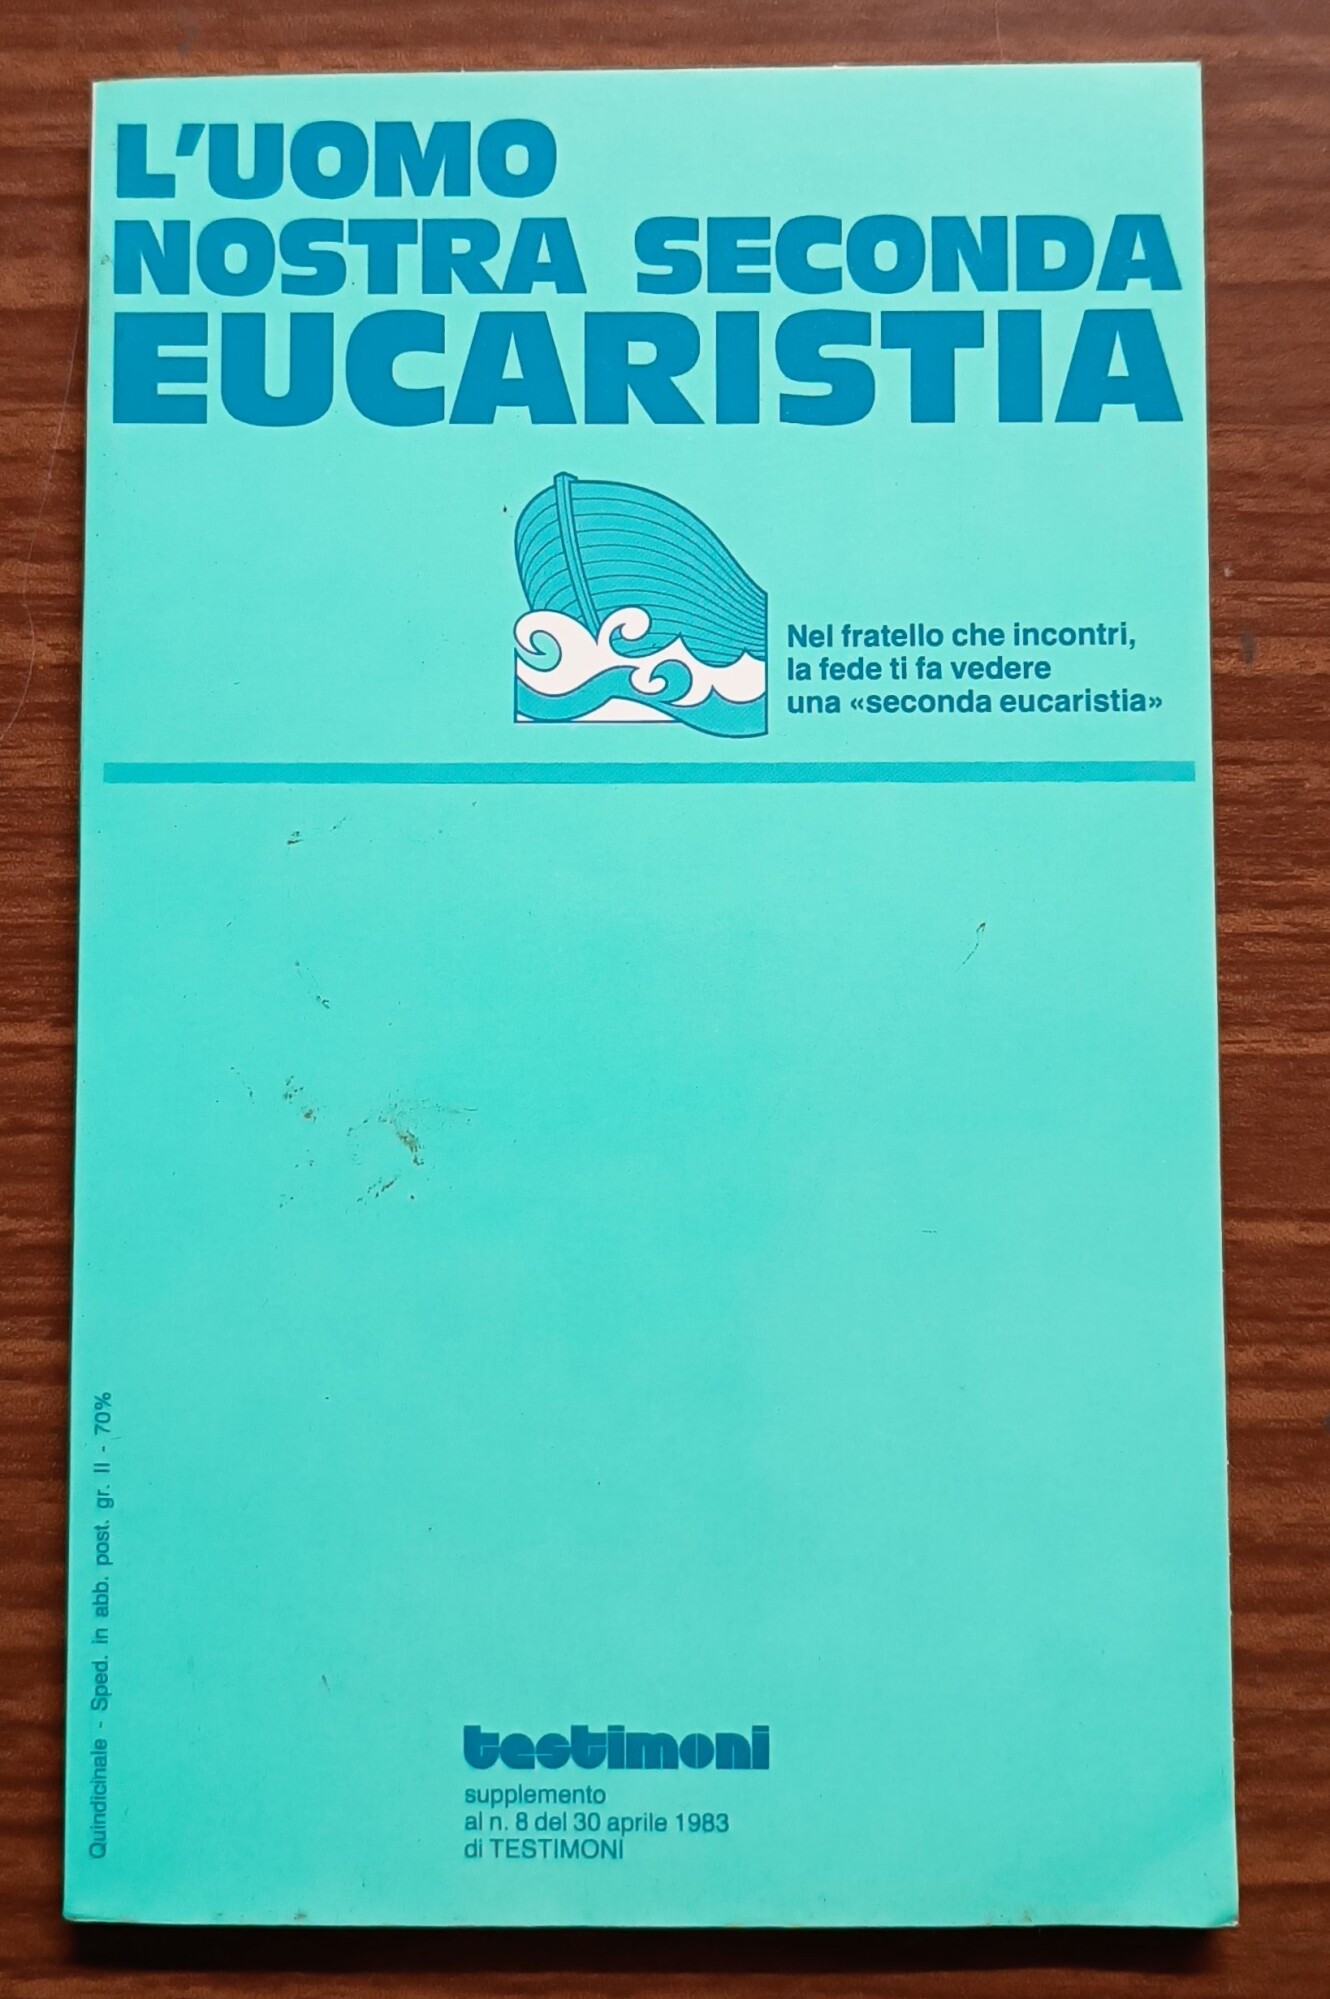 L'UOMO
NOSTRA SECONDA
EUCARISTIA
Nel fratello che incontri,
la fede ti fa vedere
una «seconda eucaristia»
Quindicinale - Sped. in abb. post. gr. II - 70%
testimoni
supplemento
al n. 8 del 30 aprile 1983
di TESTIMONI